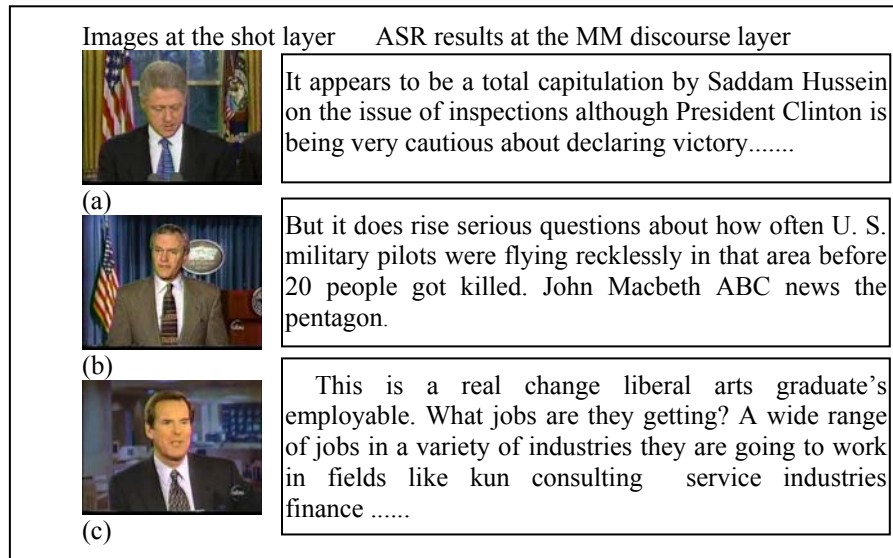 Images at the shot layer ASR results at the MM discourse layer
It appears to be a total capitulation by Saddam Hussein
on the issue of inspections although President Clinton is
being very cautious about declaring victory.......
(a)
But it does rise serious questions about how often U. S.
military pilots were flying recklessly in that area before
20 people got killed. John Macbeth ABC news the
pentagon.
(b)
This is a real change liberal arts graduate’s
employable. What jobs are they getting? A wide range
of jobs in a variety of industries they are going to work
in fields like kun consulting service industries
finance ......
(c)